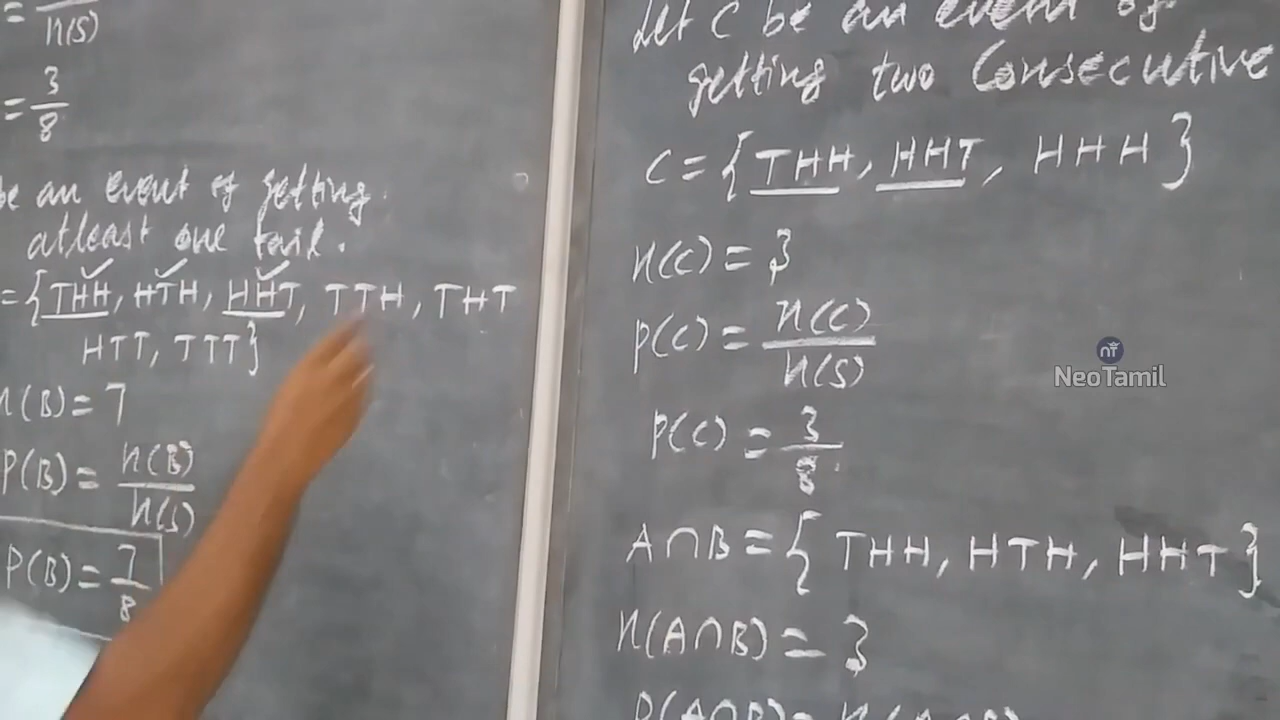 = n(S)
= 3/8
be an event of getting
atleast one tail.
= {THH, HTH, HHT, TTH, THT
HTT, TTT}
n(B) = 7
P(B) = n(B)/n(S)
P(B) = 7/8
Let C be an event of
getting two Consecutive
C = {THH, HHT, HHH}
n(C) = 3
P(C) = n(C)/n(S)
P(C) = 3/8
A∩B = {THH, HTH, HHT}
n(A∩B) = 3
P(A∩B) = n(A∩B)
NeoTamil